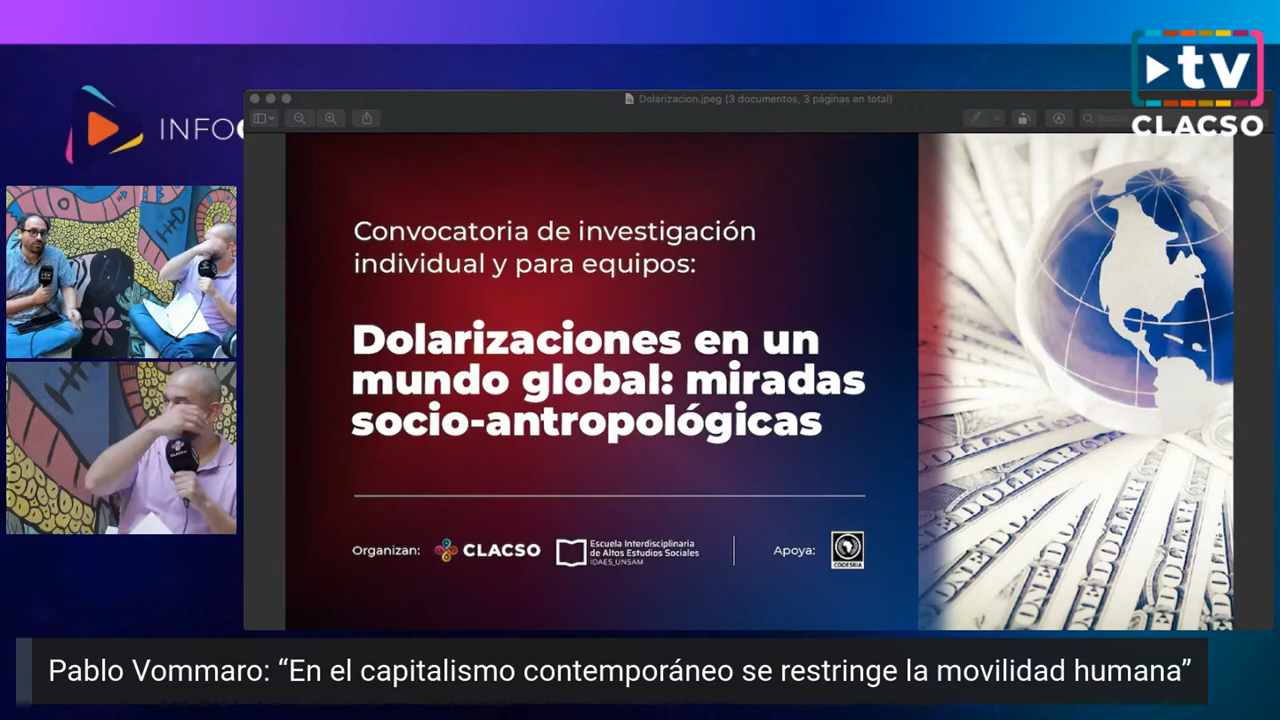 tv
CLACSO
INFO
Dolarizacion.jpeg (3 documentos, 3 páginas en total)
Convocatoria de investigación
individual y para equipos:
Dolarizaciones en un
mundo global: miradas
socio-antropológicas
Organizan:
CLACSO
Escuela Interdisciplinaria
de Altos Estudios Sociales
IDAES_UNSAM
Apoya:
CODESRIA
Pablo Vommaro: “En el capitalismo contemporáneo se restringe la movilidad humana”